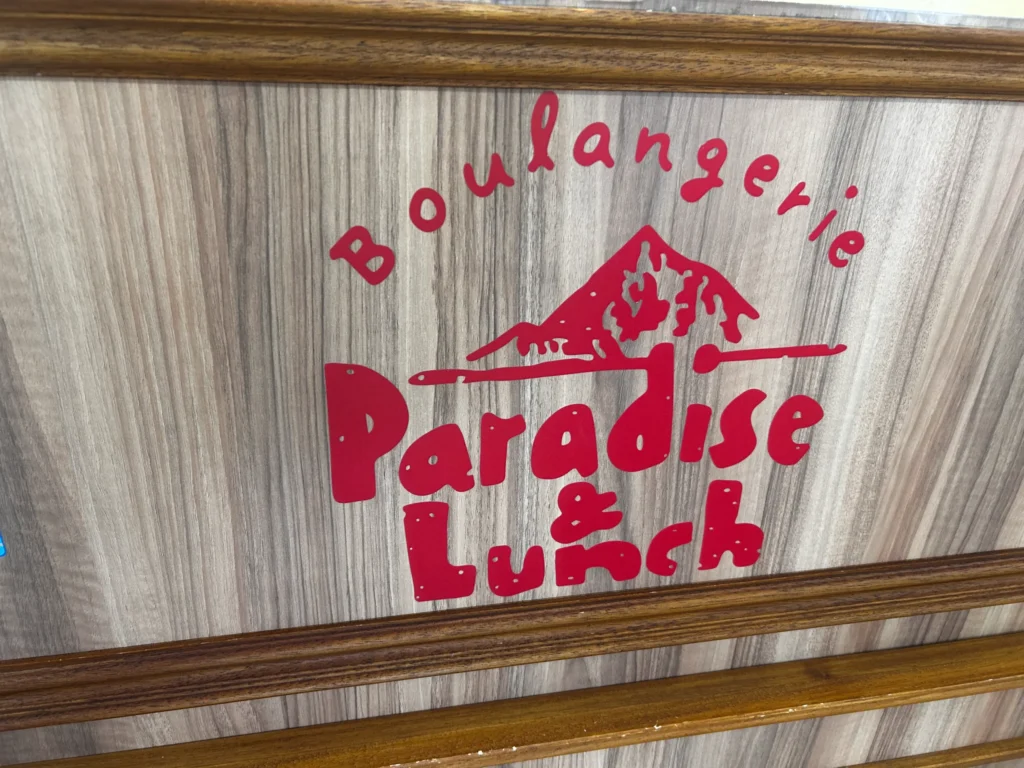 Boulangerie
Paradise
&
Lunch